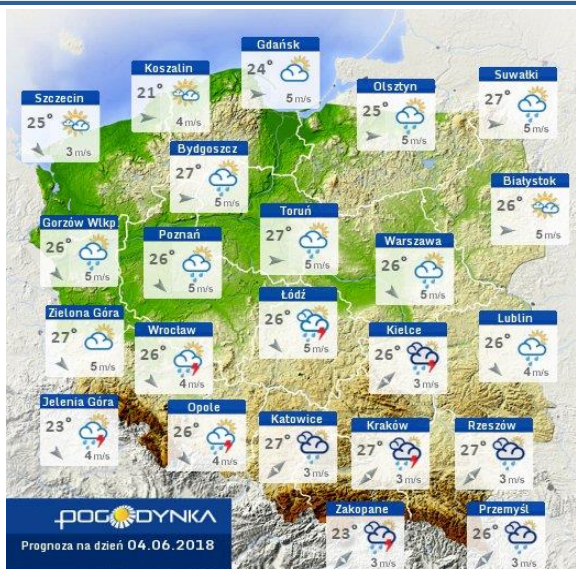 Gdańsk
24°
5 m/s
Koszalin
21°
4 m/s
Suwałki
27°
5 m/s
Olsztyn
25°
5 m/s
Szczecin
25°
3 m/s
Bydgoszcz
27°
5 m/s
Białystok
26°
5 m/s
Toruń
27°
5 m/s
Gorzów Wlkp
26°
5 m/s
Poznań
26°
5 m/s
Warszawa
26°
5 m/s
Łódź
26°
5 m/s
Zielona Góra
27°
5 m/s
Wrocław
26°
4 m/s
Kielce
26°
3 m/s
Lublin
26°
4 m/s
Jelenia Góra
23°
4 m/s
Opole
26°
4 m/s
Katowice
27°
3 m/s
Kraków
27°
3 m/s
Rzeszów
27°
3 m/s
Zakopane
23°
3 m/s
Przemyśl
26°
3 m/s
POGODYNKA
Prognoza na dzień 04.06.2018